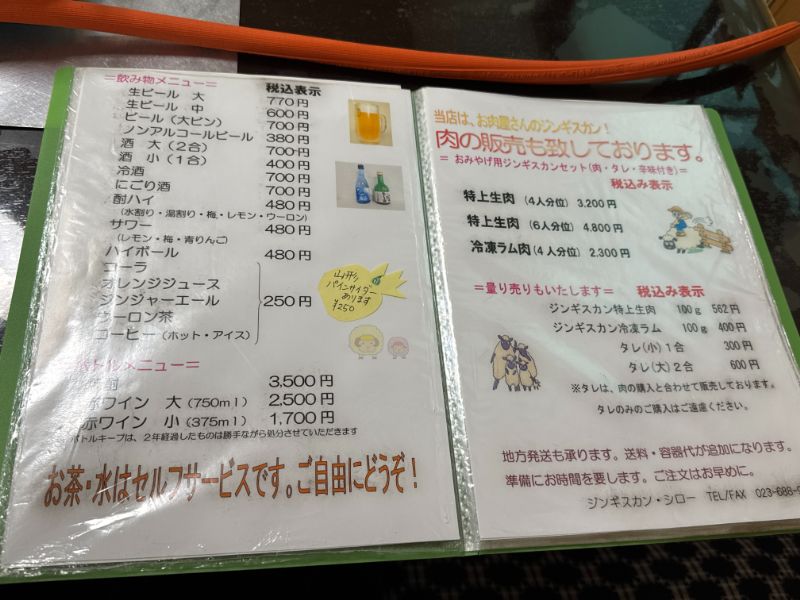 =飲み物メニュー=
税込表示
生ビール 大 770円
生ビール 中 600円
ビール(大ビン) 700円
ノンアルコールビール 380円
酒 大(2合) 700円
酒 小(1合) 400円
冷酒 700円
にごり酒 700円
酎ハイ 480円
(水割り・湯割り・梅・レモン・ウーロン)
サワー 480円
(レモン・梅・青りんご)
ハイボール 480円
コーラ
オレンジジュース
ジンジャーエール 250円
ウーロン茶
コーヒー(ホット・アイス)
山形
パインサイダー
あります
¥250
ボトルメニュー=
3,500円
赤ワイン 大(750ml) 2,500円
赤ワイン 小(375ml) 1,700円
ボトルキープは、2年経過したものは勝手ながら処分させていただきます
お茶・水はセルフサービスです。ご自由にどうぞ!
当店は、お肉屋さんのジンギスカン!
肉の販売も致しております。
=おみやげ用ジンギスカンセット(肉・タレ・辛味付き)=
税込み表示
特上生肉 (4人分位) 3,200円
特上生肉 (6人分位) 4,800円
冷凍ラム肉(4人分位) 2,300円
=量り売りもいたします= 税込み表示
ジンギスカン特上生肉 100g 562円
ジンギスカン冷凍ラム 100g 400円
タレ(小)1合 300円
タレ(大)2合 600円
※タレは、肉の購入と合わせて販売しております。
タレのみのご購入はご遠慮ください。
地方発送も承ります。送料・容器代が追加になります。
準備にお時間を要します。ご注文はお早めに。
ジンギスカン・シロー TEL/FAX 023-688-